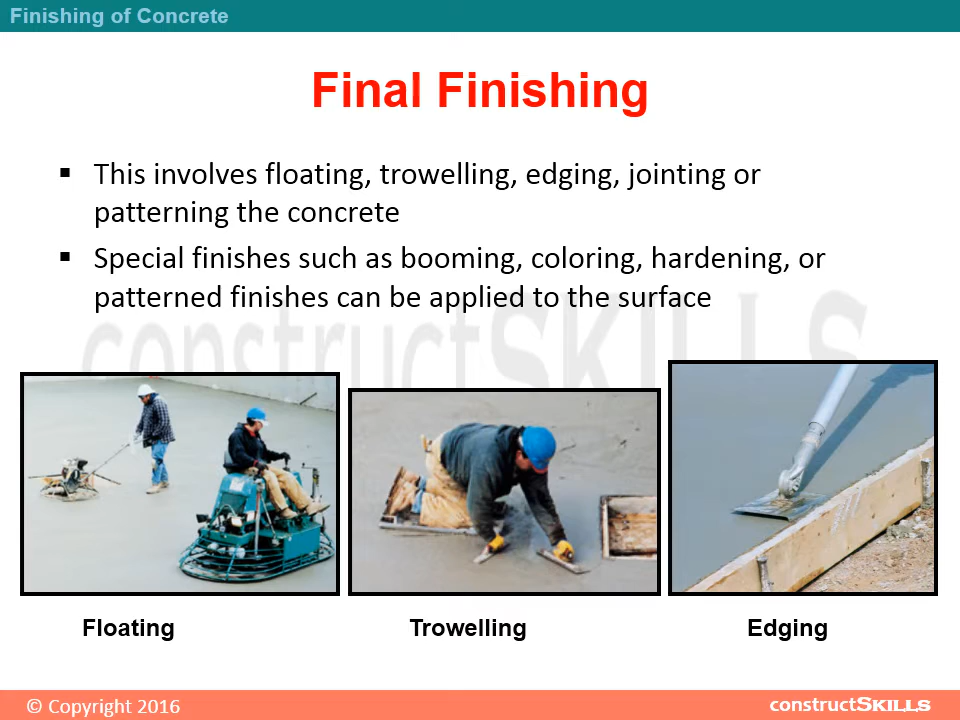 Finishing of Concrete
Final Finishing
▪ This involves floating, trowelling, edging, jointing or
patterning the concrete
▪ Special finishes such as booming, coloring, hardening, or
patterned finishes can be applied to the surface
constructSKILLS
Floating
Trowelling
Edging
© Copyright 2016
constructSKILLS